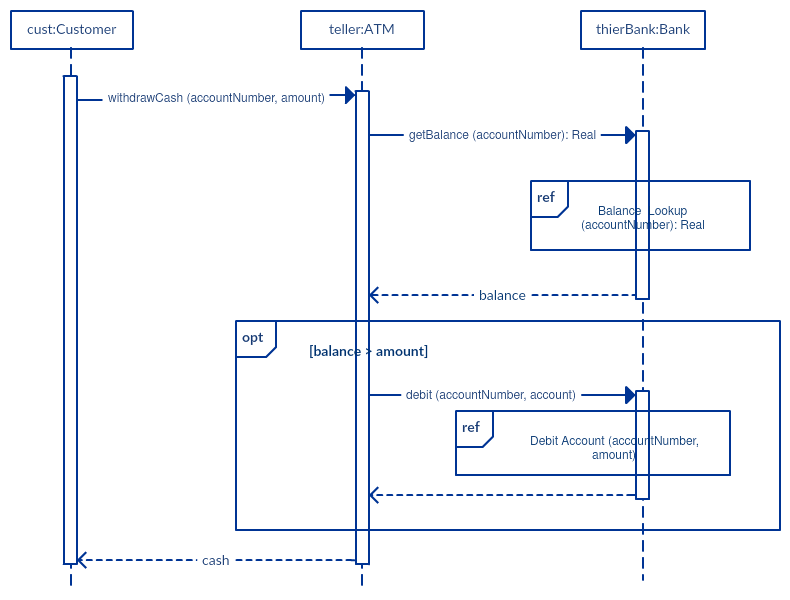 cust:Customer
teller:ATM
thierBank:Bank
withdrawCash (accountNumber, amount)
getBalance (accountNumber): Real
ref
Balance Lookup
(accountNumber): Real
balance
opt
[balance > amount]
debit (accountNumber, account)
ref
Debit Account (accountNumber,
amount)
cash